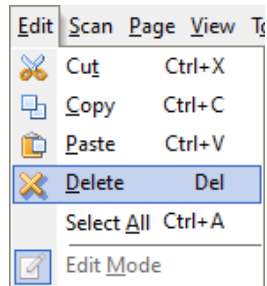 Edit Scan Page View
Cut Ctrl+X
Copy Ctrl+C
Paste Ctrl+V
Delete Del
Select All Ctrl+A
Edit Mode